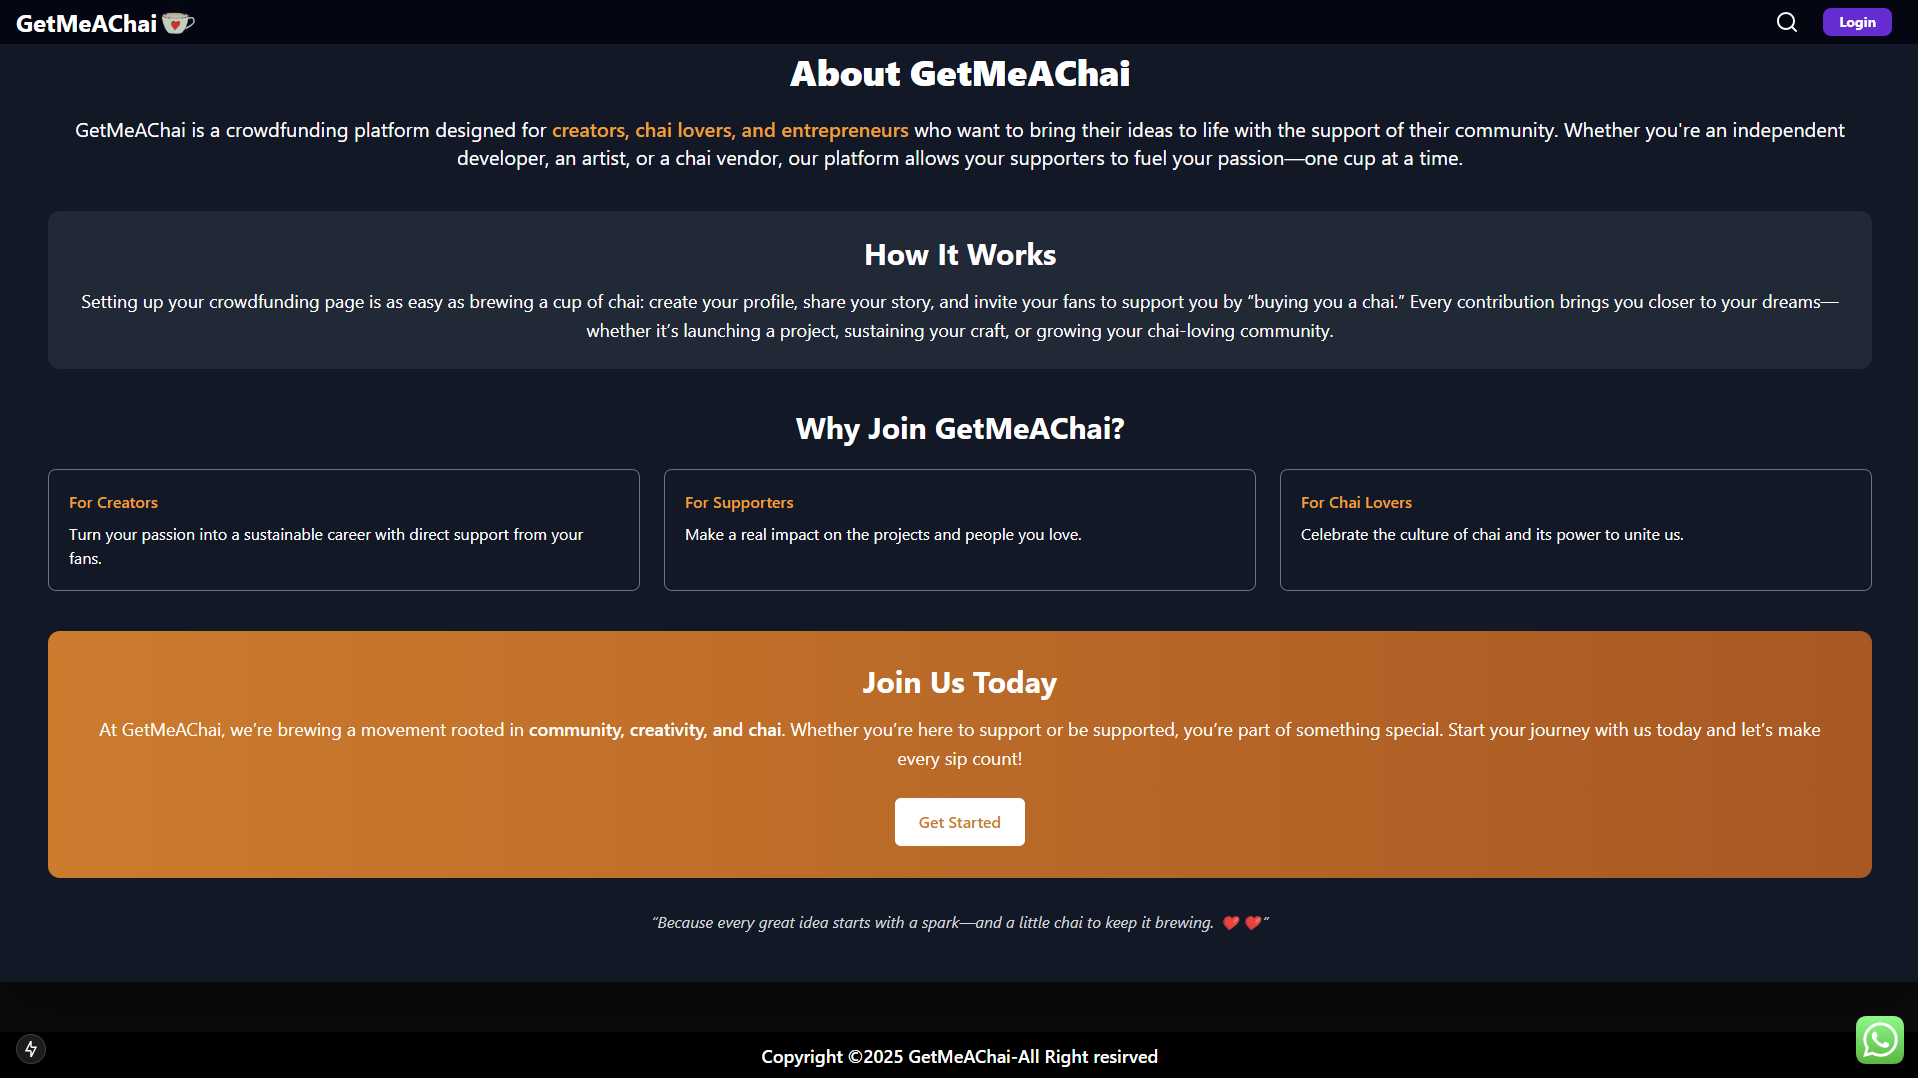 GetMeAChai
Login
About GetMeAChai
GetMeAChai is a crowdfunding platform designed for creators, chai lovers, and entrepreneurs who want to bring their ideas to life with the support of their community. Whether you're an independent
developer, an artist, or a chai vendor, our platform allows your supporters to fuel your passion—one cup at a time.
How It Works
Setting up your crowdfunding page is as easy as brewing a cup of chai: create your profile, share your story, and invite your fans to support you by “buying you a chai.” Every contribution brings you closer to your dreams—
whether it’s launching a project, sustaining your craft, or growing your chai-loving community.
Why Join GetMeAChai?
For Creators
Turn your passion into a sustainable career with direct support from your
fans.
For Supporters
Make a real impact on the projects and people you love.
For Chai Lovers
Celebrate the culture of chai and its power to unite us.
Join Us Today
At GetMeAChai, we’re brewing a movement rooted in community, creativity, and chai. Whether you’re here to support or be supported, you’re part of something special. Start your journey with us today and let’s make
every sip count!
Get Started
“Because every great idea starts with a spark—and a little chai to keep it brewing. ❤️ ❤️”
Copyright ©2025 GetMeAChai-All Right resirved